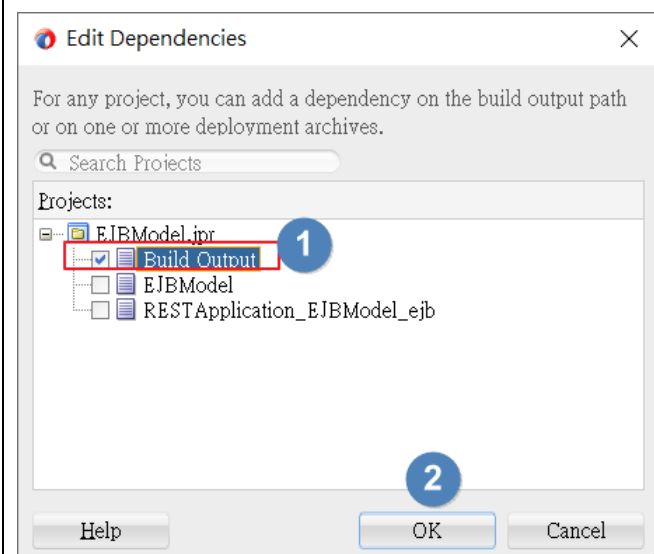 Edit Dependencies
For any project, you can add a dependency on the build output path
or on one or more deployment archives.
Search Projects
Projects:
EJBModel.jpr
1
Build Output
EJBModel
RESTApplication_EJBModel_ejb
2
Help
OK
Cancel